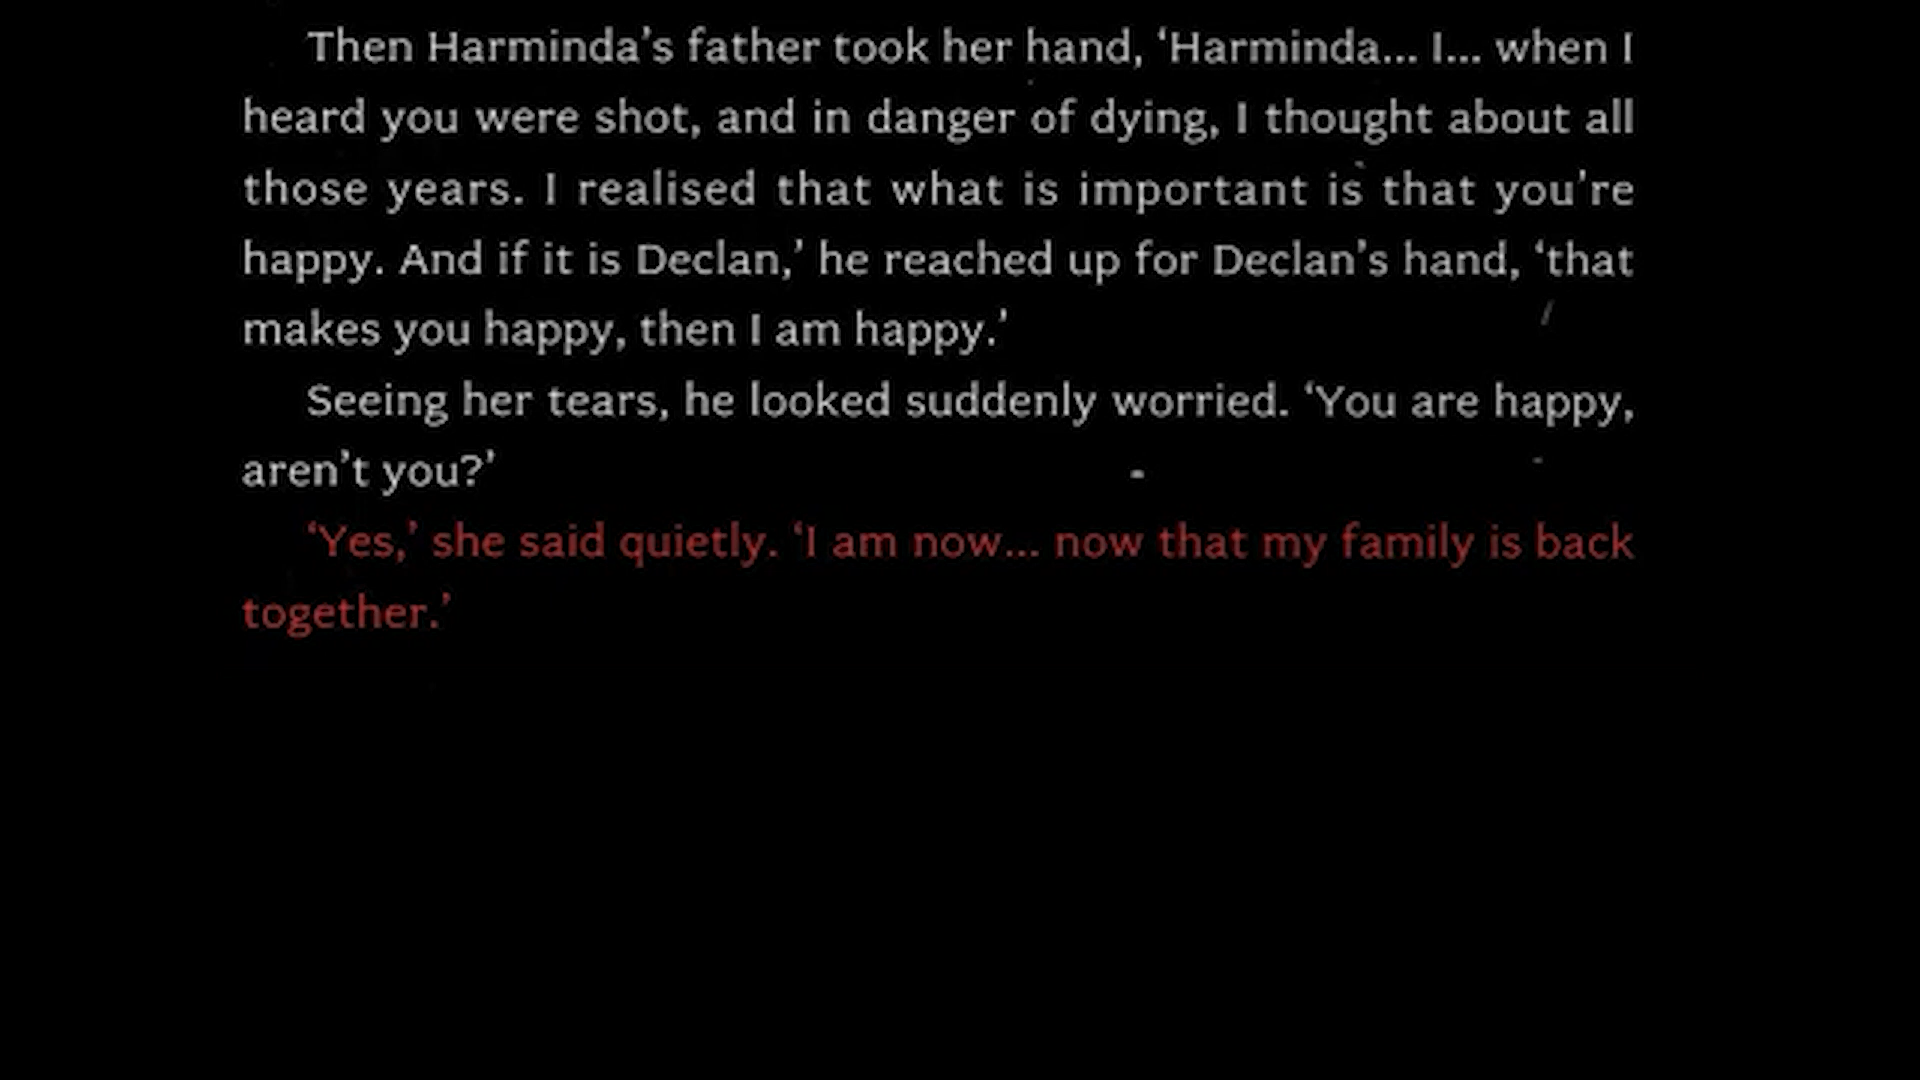 Then Harminda’s father took her hand, ‘Harminda... I... when I
heard you were shot, and in danger of dying, I thought about all
those years. I realised that what is important is that you’re
happy. And if it is Declan,’ he reached up for Declan’s hand, ‘that
makes you happy, then I am happy.’
Seeing her tears, he looked suddenly worried. ‘You are happy,
aren’t you?’
‘Yes,’ she said quietly. ‘I am now... now that my family is back
together.’